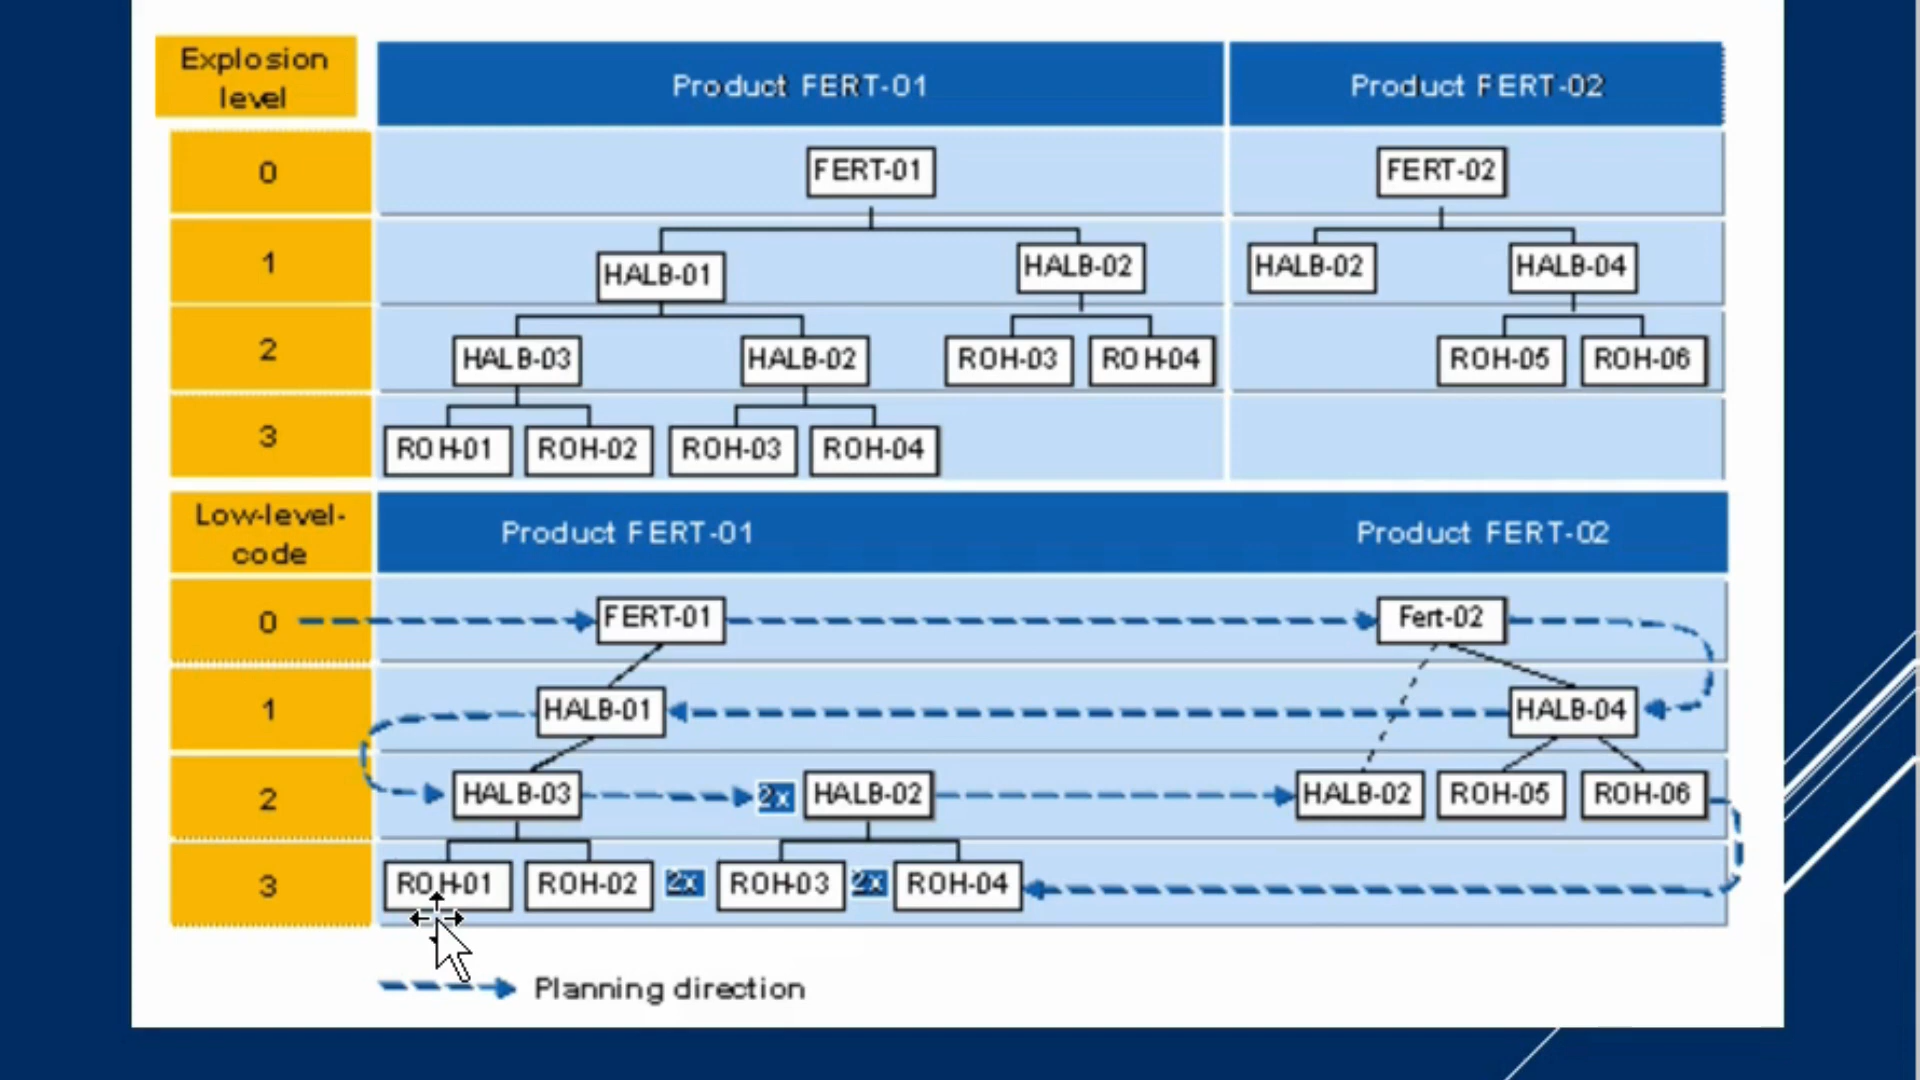 Explosion
level
Product FERT-01
Product FERT-02
0
FERT-01
FERT-02
1
HALB-01
HALB-02
HALB-02
HALB-04
2
HALB-03
HALB-02
ROH-03
ROH-04
ROH-05
ROH-06
3
ROH-01
ROH-02
ROH-03
ROH-04
Low-level-
code
Product FERT-01
Product FERT-02
0
FERT-01
Fert-02
1
HALB-01
HALB-04
2
HALB-03
2x
HALB-02
HALB-02
ROH-05
ROH-06
3
ROH-01
ROH-02
2x
ROH-03
2x
ROH-04
Planning direction